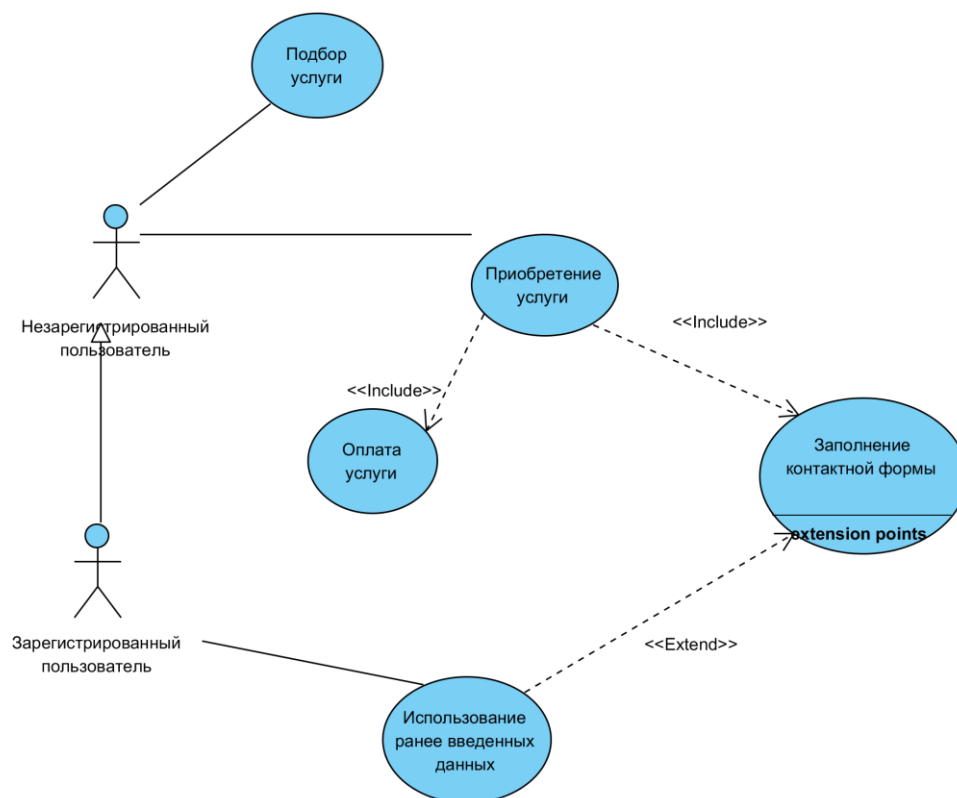 Подбор
услуги
Приобретение
услуги
Незарегистрированный
пользователь
<<Include>>
<<Include>>
Оплата
услуги
Заполнение
контактной формы
extension points
Зарегистрированный
пользователь
<<Extend>>
Использование
ранее введенных
данных